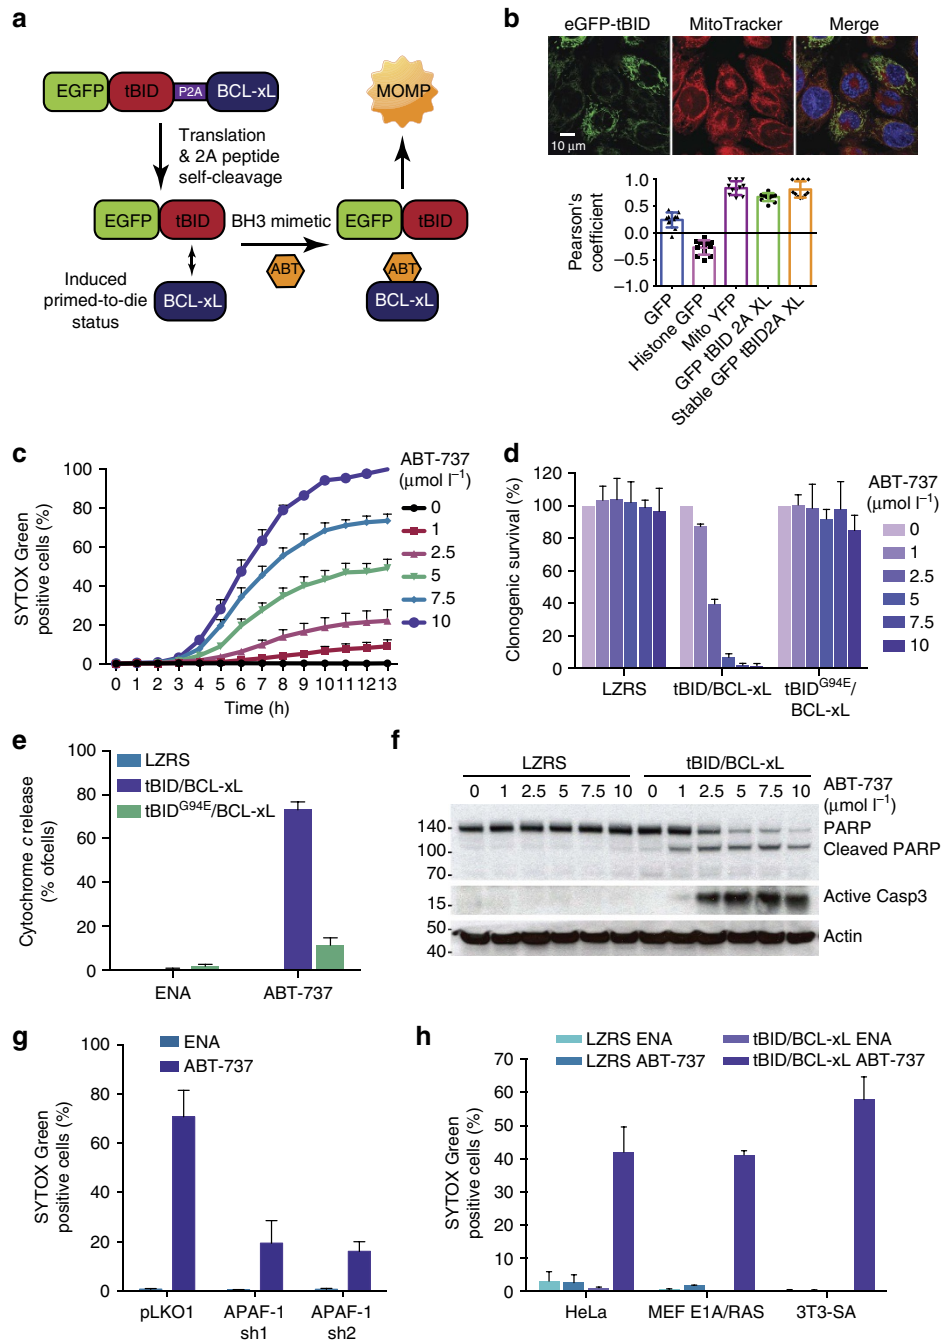 a
EGFP tBID P2A BCL-xL
Translation
& 2A peptide
self-cleavage
EGFP tBID
BH3 mimetic
ABT
Induced
primed-to-die
status
BCL-xL
MOMP
EGFP tBID
ABT
BCL-xL
b
eGFP-tBID MitoTracker Merge
10 µm
Pearson's
coefficient
1.0
0.5
0.0
−0.5
−1.0
GFP
Histone GFP
Mito YFP
GFP tBID 2A XL
Stable GFP tBID2A XL
c
SYTOX Green
positive cells (%)
100
80
60
40
20
0
0 1 2 3 4 5 6 7 8 9 10 11 12 13
Time (h)
ABT-737
(µmol l−1)
0
1
2.5
5
7.5
10
d
Clonogenic survival (%)
120
100
80
60
40
20
0
LZRS tBID/BCL-xL tBIDG94E/
BCL-xL
ABT-737
(µmol l−1)
0
1
2.5
5
7.5
10
e
Cytochrome c release
(% ofcells)
100
80
60
40
20
0
LZRS
tBID/BCL-xL
tBIDG94E/BCL-xL
ENA ABT-737
f
LZRS tBID/BCL-xL
0 1 2.5 5 7.5 10 0 1 2.5 5 7.5 10 ABT-737
(µmol l−1)
140- PARP
100- Cleaved PARP
70-
15- Active Casp3
50-
40- Actin
g
SYTOX Green
positive cells (%)
100
80
60
40
20
0
ENA
ABT-737
pLKO1 APAF-1
sh1 APAF-1
sh2
h
LZRS ENA tBID/BCL-xL ENA
LZRS ABT-737 tBID/BCL-xL ABT-737
SYTOX Green
positive cells (%)
70
60
50
40
30
20
10
0
HeLa MEF E1A/RAS 3T3-SA